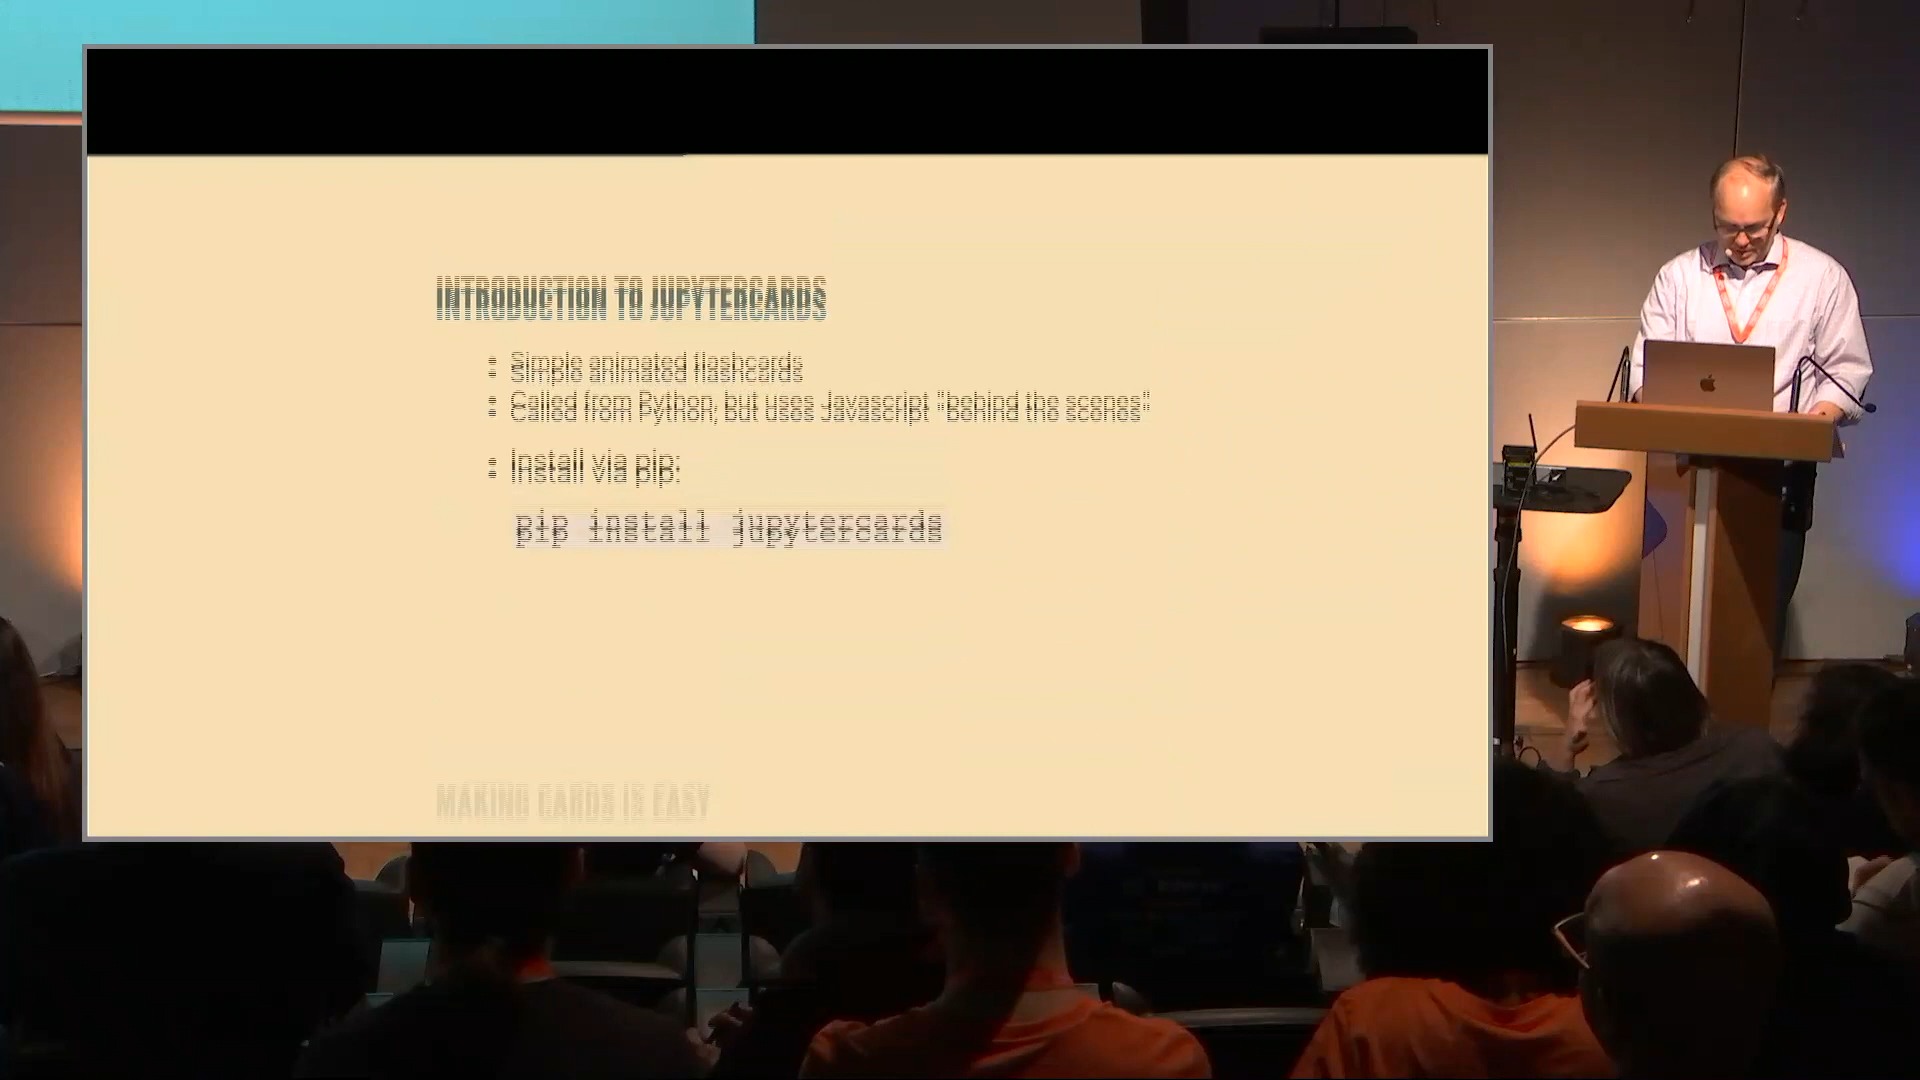 INTRODUCTION TO JUPYTERCARDS
Simple animated flashcards
Called from Python, but uses Javascript "behind the scenes"
Install via pip:
pip install jupytercards
MAKING CARDS IS EASY